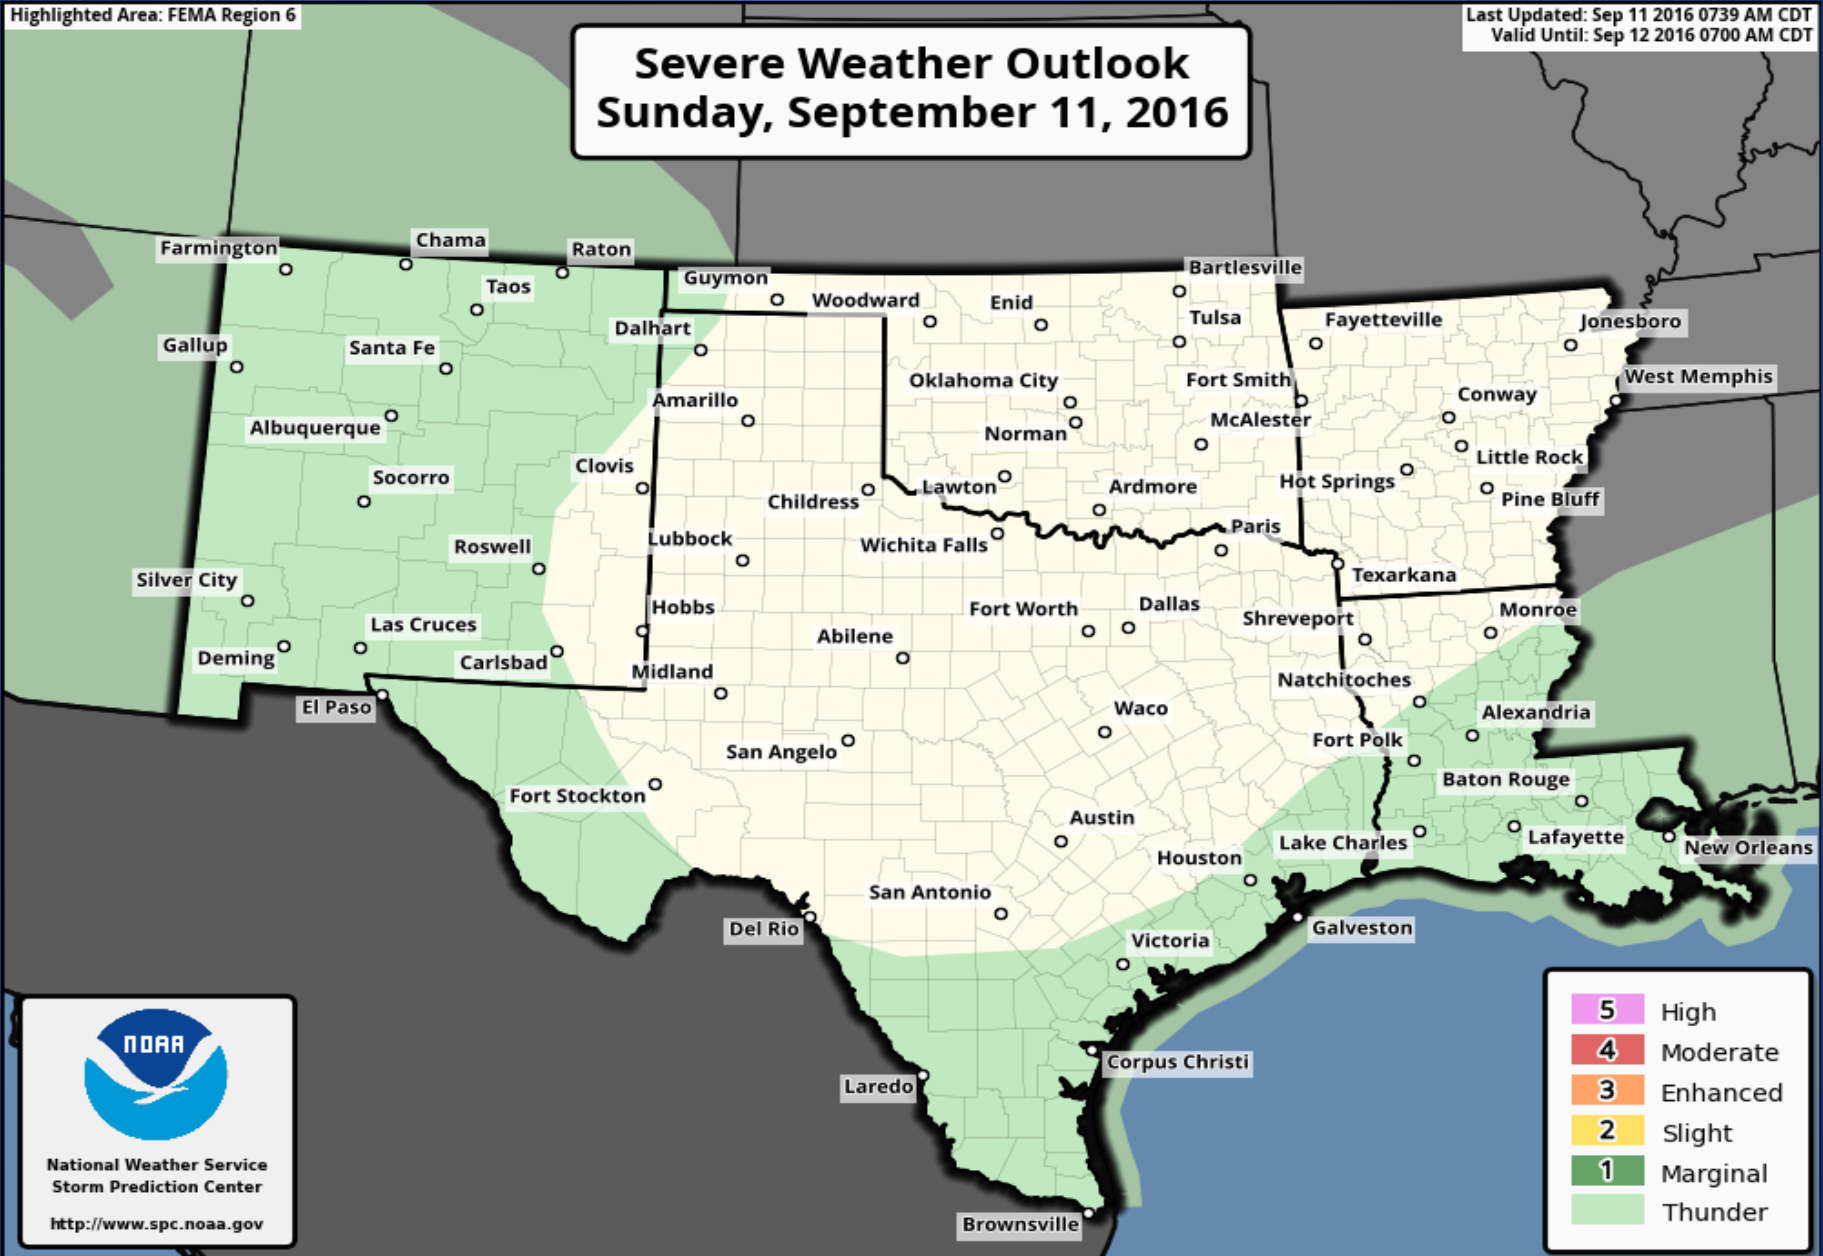 Highlighted Area: FEMA Region 6
Last Updated: Sep 11 2016 0739 AM CDT
Valid Until: Sep 12 2016 0700 AM CDT
Severe Weather Outlook
Sunday, September 11, 2016
Farmington
Chama
Raton
Taos
Guymon
Woodward
Enid
Bartlesville
Tulsa
Fayetteville
Jonesboro
Gallup
Santa Fe
Dalhart
Oklahoma City
Fort Smith
West Memphis
Albuquerque
Amarillo
Norman
McAlester
Conway
Little Rock
Socorro
Clovis
Childress
Lawton
Ardmore
Hot Springs
Pine Bluff
Roswell
Lubbock
Wichita Falls
Paris
Texarkana
Silver City
Hobbs
Fort Worth
Dallas
Shreveport
Monroe
Las Cruces
Deming
Carlsbad
Midland
Abilene
Natchitoches
El Paso
Waco
Alexandria
San Angelo
Fort Polk
Fort Stockton
Baton Rouge
Austin
Houston
Lake Charles
Lafayette
New Orleans
San Antonio
Del Rio
Victoria
Galveston
Corpus Christi
Laredo
Brownsville
NOAA
National Weather Service
Storm Prediction Center
http://www.spc.noaa.gov
5 High
4 Moderate
3 Enhanced
2 Slight
1 Marginal
Thunder